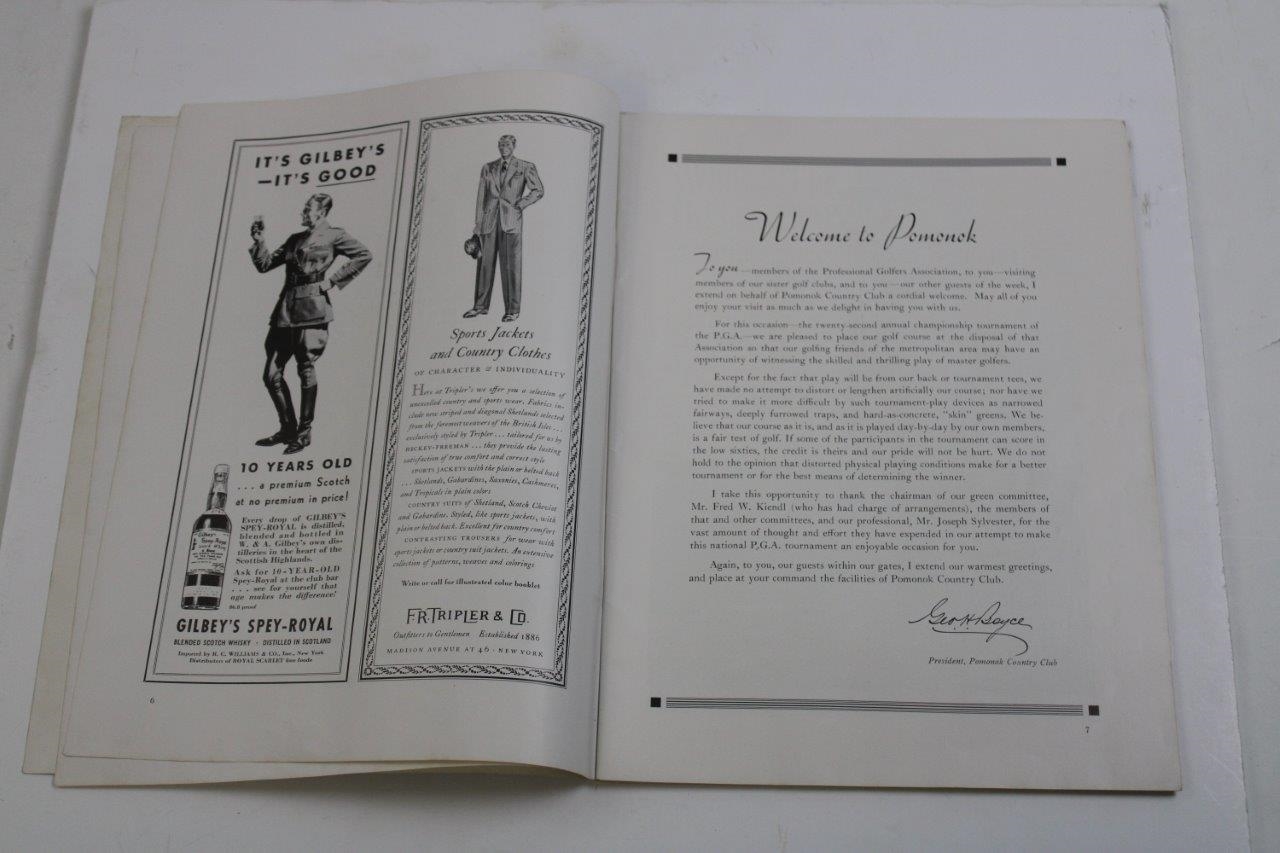 IT'S GILBEY'S
—IT'S GOOD
10 YEARS OLD
... a premium Scotch
at no premium in price!
Every drop of GILBEY'S
SPEY-ROYAL is distilled,
blended and bottled in
W. & A. Gilbey's own dis-
tilleries in the heart of the
Scottish Highlands.
Ask for 10-YEAR-OLD
Spey-Royal at the club bar
... see for yourself that
age makes the difference!
86.8 proof
GILBEY'S SPEY-ROYAL
BLENDED SCOTCH WHISKY · DISTILLED IN SCOTLAND
Imported by H. C. WILLIAMS & CO., Inc., New York
Distributers of ROYAL SCARLET fine foods
6
Sports Jackets
and Country Clothes
OF CHARACTER & INDIVIDUALITY
Here at Tripler's we offer you a selection of
unexcelled country and sports wear. Fabrics in-
clude new striped and diagonal Shetlands selected
from the foremost weavers of the British Isles ...
exclusively styled by Tripler ... tailored for us by
HICKEY-FREEMAN ... they provide the lasting
satisfaction of true comfort and correct style
SPORTS JACKETS with the plain or belted back
... Shetlands, Gabardines, Saxonies, Cashmeres,
and Tropicals in plain colors
COUNTRY SUITS of Shetland, Scotch Cheviot
and Gabardine. Styled, like sports jackets, with
plain or belted back. Excellent for country comfort
CONTRASTING TROUSERS for wear with
sports jackets or country suit jackets. An extensive
collection of patterns, weaves and colorings
Write or call for illustrated color booklet
F.R.TRIPLER & CO.
Outfitters to Gentlemen Established 1886
MADISON AVENUE AT 46 · NEW YORK
Welcome to Pomonok
To you—members of the Professional Golfers Association, to you—visiting
members of our sister golf clubs, and to you—our other guests of the week, I
extend on behalf of Pomonok Country Club a cordial welcome. May all of you
enjoy your visit as much as we delight in having you with us.
For this occasion—the twenty-second annual championship tournament of
the P.G.A.—we are pleased to place our golf course at the disposal of that
Association so that our golfing friends of the metropolitan area may have an
opportunity of witnessing the skilled and thrilling play of master golfers.
Except for the fact that play will be from our back or tournament tees, we
have made no attempt to distort or lengthen artificially our course; nor have we
tried to make it more difficult by such tournament-play devices as narrowed
fairways, deeply furrowed traps, and hard-as-concrete, "skin" greens. We be-
lieve that our course as it is, and as it is played day-by-day by our own members,
is a fair test of golf. If some of the participants in the tournament can score in
the low sixties, the credit is theirs and our pride will not be hurt. We do not
hold to the opinion that distorted physical playing conditions make for a better
tournament or for the best means of determining the winner.
I take this opportunity to thank the chairman of our green committee,
Mr. Fred W. Kiendl (who has had charge of arrangements), the members of
that and other committees, and our professional, Mr. Joseph Sylvester, for the
vast amount of thought and effort they have expended in our attempt to make
this national P.G.A. tournament an enjoyable occasion for you.
Again, to you, our guests within our gates, I extend our warmest greetings,
and place at your command the facilities of Pomonok Country Club.
Geo. H. Boyce
President, Pomonok Country Club
7